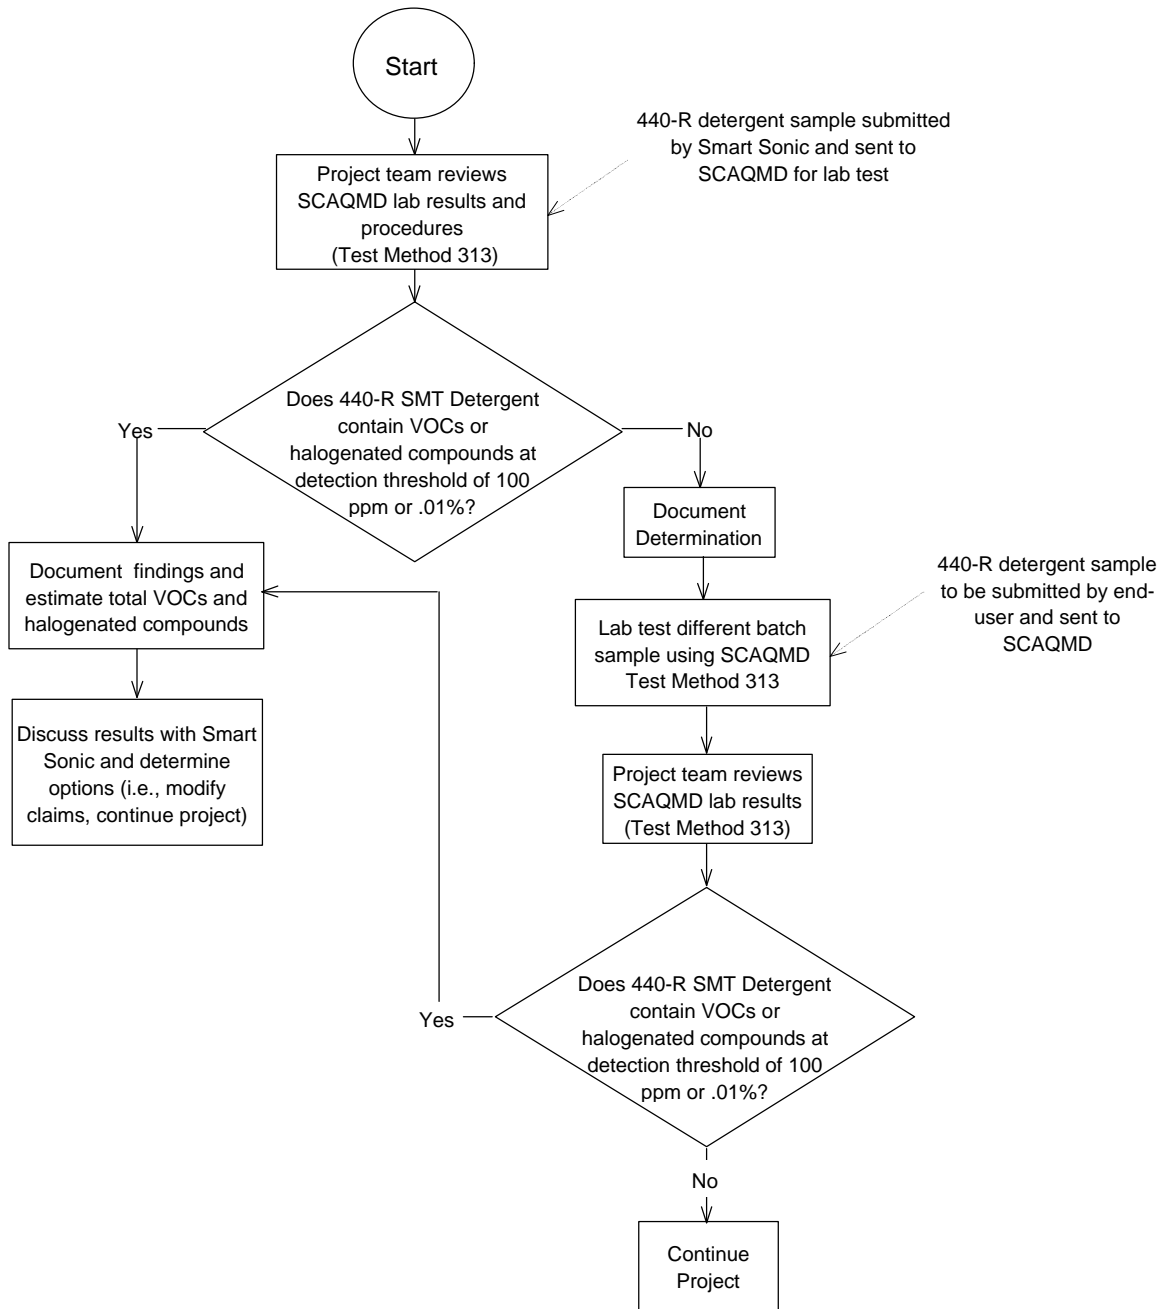 Start
440-R detergent sample submitted
by Smart Sonic and sent to
SCAQMD for lab test
Project team reviews
SCAQMD lab results and
procedures
(Test Method 313)
Does 440-R SMT Detergent
contain VOCs or
halogenated compounds at
detection threshold of 100
ppm or .01%?
Yes
No
Document
Determination
Document findings and
estimate total VOCs and
halogenated compounds
440-R detergent sample
to be submitted by end-
user and sent to
SCAQMD
Lab test different batch
sample using SCAQMD
Test Method 313
Discuss results with Smart
Sonic and determine
options (i.e., modify
claims, continue project)
Project team reviews
SCAQMD lab results
(Test Method 313)
Does 440-R SMT Detergent
contain VOCs or
halogenated compounds at
detection threshold of 100
ppm or .01%?
Yes
No
Continue
Project